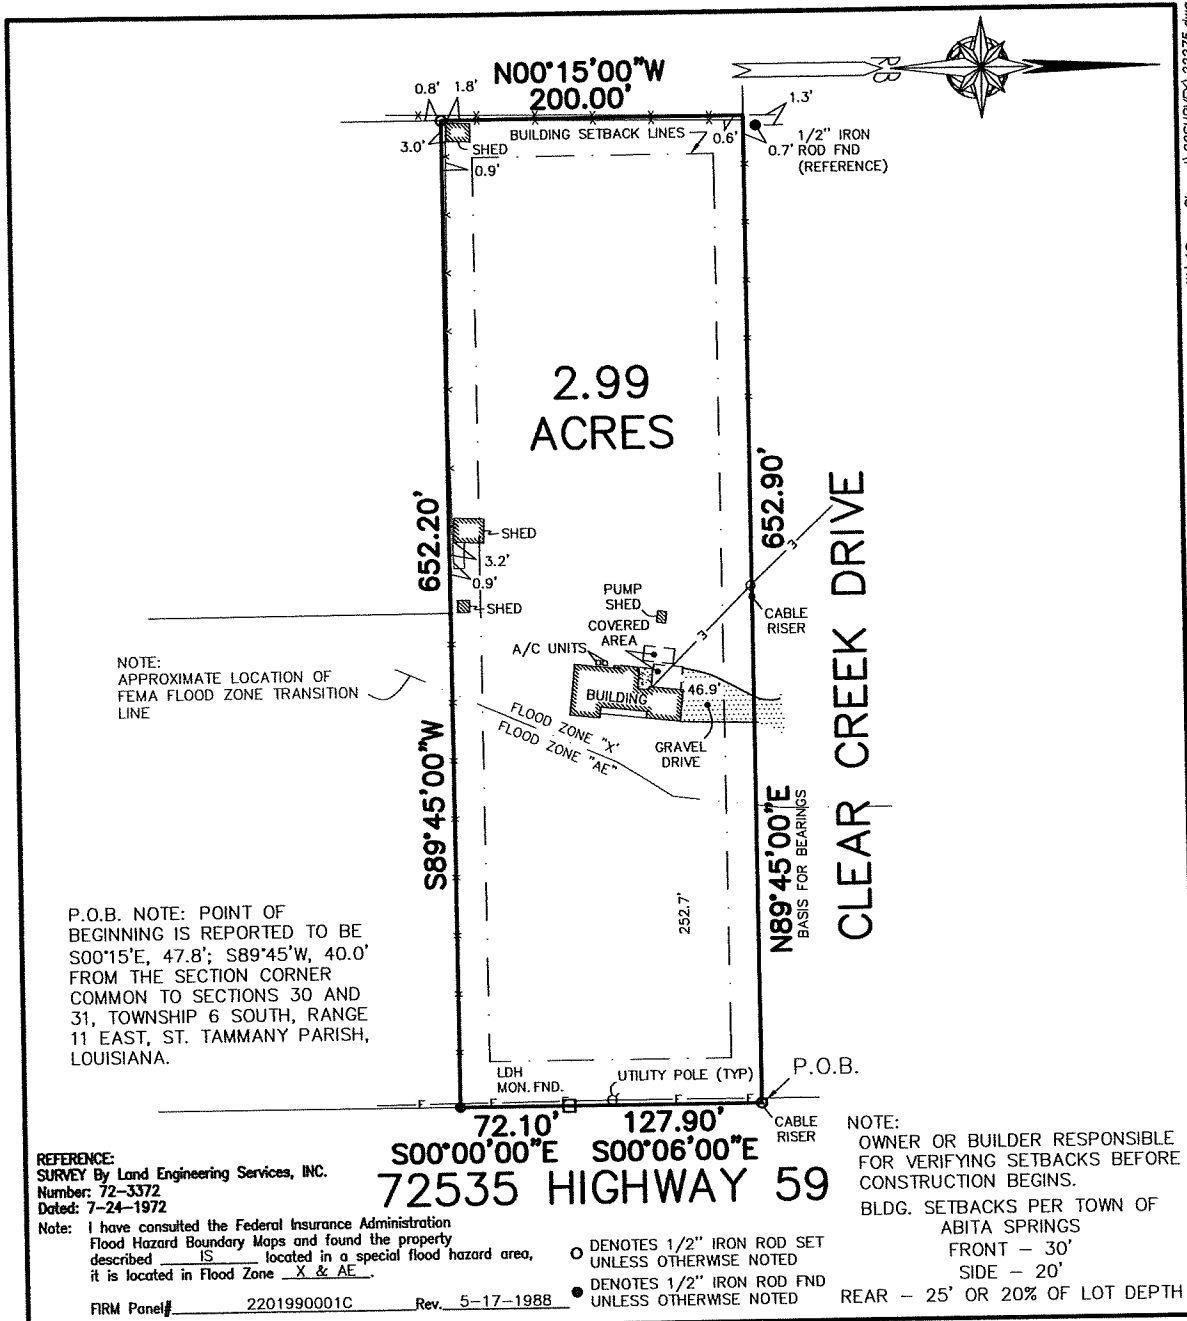 N00°15'00"W
200.00'
0.8'
1.8'
1.3'
3.0'
SHED
BUILDING SETBACK LINES
0.6'
0.7'
1/2" IRON
ROD FND
(REFERENCE)
0.9'
2.99
ACRES
652.20'
652.90'
CLEAR CREEK DRIVE
SHED
3.2'
0.9'
SHED
3
PUMP
SHED
CABLE
RISER
COVERED
AREA
3
A/C UNITS
NOTE:
APPROXIMATE LOCATION OF
FEMA FLOOD ZONE TRANSITION
LINE
BUILDING
46.9'
FLOOD ZONE "X'
FLOOD ZONE "AE"
GRAVEL
DRIVE
S89°45'00"W
N89°45'00"E
BASIS FOR BEARINGS
252.7'
P.O.B. NOTE: POINT OF
BEGINNING IS REPORTED TO BE
S00°15'E, 47.8'; S89°45'W, 40.0'
FROM THE SECTION CORNER
COMMON TO SECTIONS 30 AND
31, TOWNSHIP 6 SOUTH, RANGE
11 EAST, ST. TAMMANY PARISH,
LOUISIANA.
LDH
MON. FND.
UTILITY POLE (TYP)
P.O.B.
E E E E
72.10'
127.90'
CABLE
RISER
S00°00'00"E
S00°06'00"E
72535 HIGHWAY 59
NOTE:
OWNER OR BUILDER RESPONSIBLE
FOR VERIFYING SETBACKS BEFORE
CONSTRUCTION BEGINS.
BLDG. SETBACKS PER TOWN OF
ABITA SPRINGS
FRONT – 30'
SIDE – 20'
REAR – 25' OR 20% OF LOT DEPTH
REFERENCE:
SURVEY By Land Engineering Services, INC.
Number: 72–3372
Dated: 7–24–1972
Note: I have consulted the Federal Insurance Administration
Flood Hazard Boundary Maps and found the property
described IS located in a special flood hazard area,
it is located in Flood Zone X & AE .
FIRM Panel# 2201990001C Rev. 5-17-1988
DENOTES 1/2" IRON ROD SET
UNLESS OTHERWISE NOTED
DENOTES 1/2" IRON ROD FND
UNLESS OTHERWISE NOTED